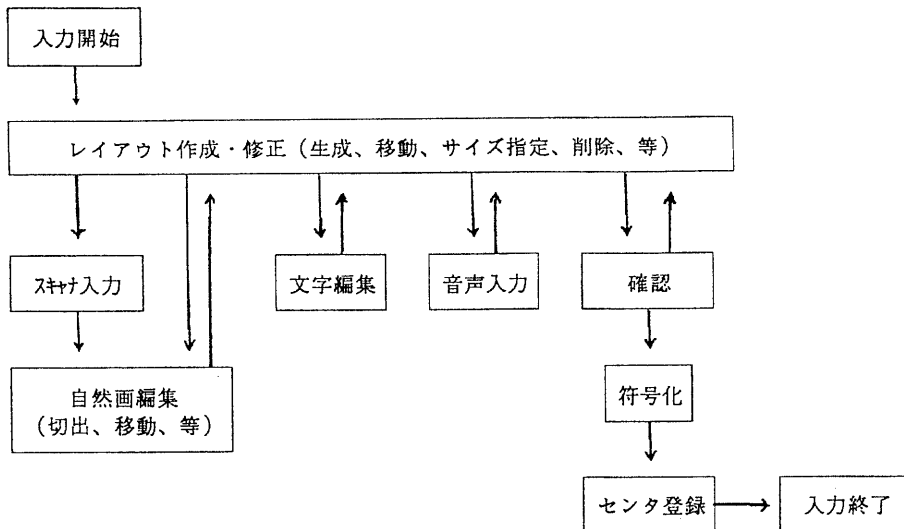 入力開始
レイアウト作成・修正（生成、移動、サイズ指定、削除、等）
ｽｷｬﾅ入力
文字編集
音声入力
確認
自然画編集
（切出、移動、等）
符号化
センタ登録
入力終了